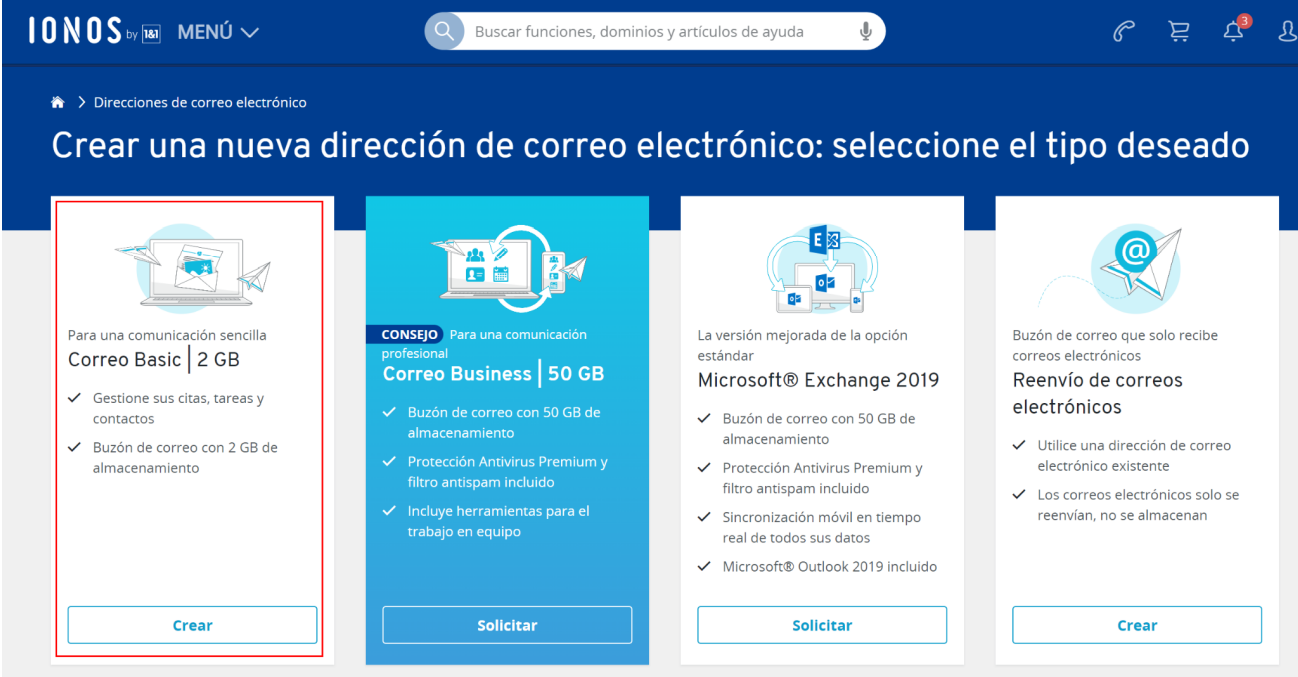 IONOS by 1&1 MENÚ
Buscar funciones, dominios y artículos de ayuda
3
Direcciones de correo electrónico
Crear una nueva dirección de correo electrónico: seleccione el tipo deseado
Para una comunicación sencilla
Correo Basic | 2 GB
Gestione sus citas, tareas y
contactos
Buzón de correo con 2 GB de
almacenamiento
Crear
CONSEJO Para una comunicación
profesional
Correo Business | 50 GB
Buzón de correo con 50 GB de
almacenamiento
Protección Antivirus Premium y
filtro antispam incluido
Incluye herramientas para el
trabajo en equipo
Solicitar
E
O
O
O
La versión mejorada de la opción
estándar
Microsoft® Exchange 2019
Buzón de correo con 50 GB de
almacenamiento
Protección Antivirus Premium y
filtro antispam incluido
Sincronización móvil en tiempo
real de todos sus datos
Microsoft® Outlook 2019 incluido
Solicitar
@
Buzón de correo que solo recibe
correos electrónicos
Reenvío de correos
electrónicos
Utilice una dirección de correo
electrónico existente
Los correos electrónicos solo se
reenvían, no se almacenan
Crear